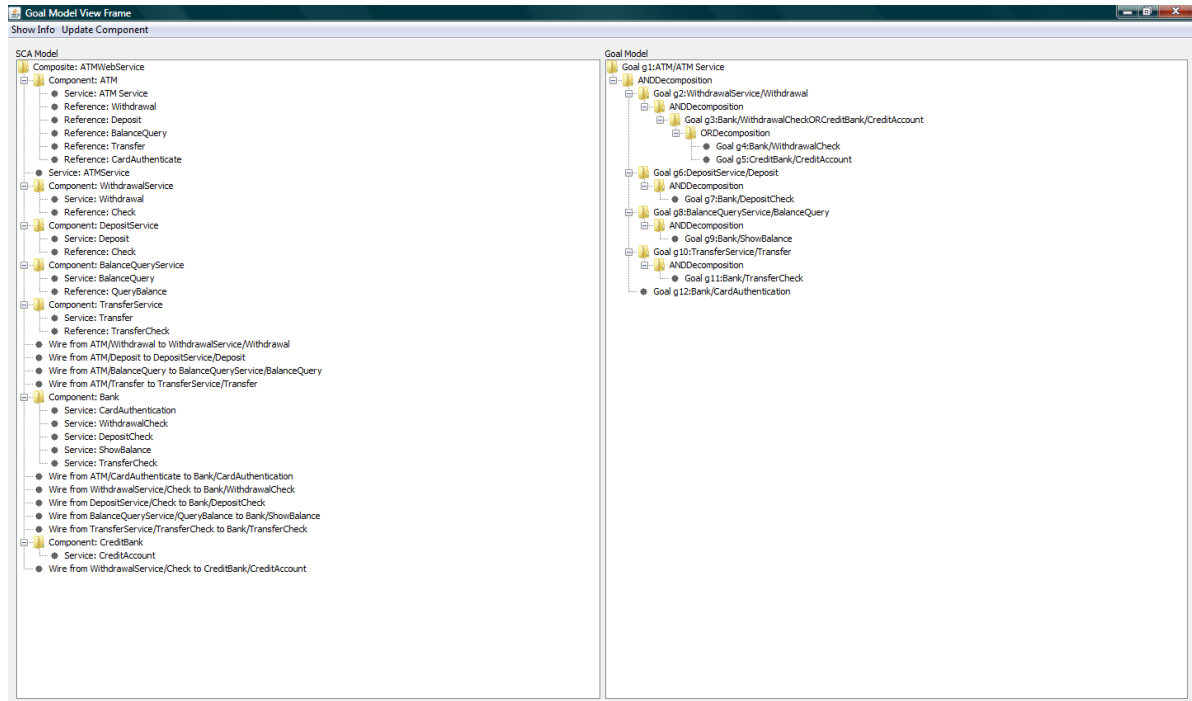 Goal Model View Frame
Show Info Update Component
SCA Model
Composite: ATMWebService
Component: ATM
Service: ATM Service
Reference: Withdrawal
Reference: Deposit
Reference: BalanceQuery
Reference: Transfer
Reference: CardAuthenticate
Service: ATMService
Component: WithdrawalService
Service: Withdrawal
Reference: Check
Component: DepositService
Service: Deposit
Reference: Check
Component: BalanceQueryService
Service: BalanceQuery
Reference: QueryBalance
Component: TransferService
Service: Transfer
Reference: TransferCheck
Wire from ATM/Withdrawal to WithdrawalService/Withdrawal
Wire from ATM/Deposit to DepositService/Deposit
Wire from ATM/BalanceQuery to BalanceQueryService/BalanceQuery
Wire from ATM/Transfer to TransferService/Transfer
Component: Bank
Service: CardAuthentication
Service: WithdrawalCheck
Service: DepositCheck
Service: ShowBalance
Service: TransferCheck
Wire from ATM/CardAuthenticate to Bank/CardAuthentication
Wire from WithdrawalService/Check to Bank/WithdrawalCheck
Wire from DepositService/Check to Bank/DepositCheck
Wire from BalanceQueryService/QueryBalance to Bank/ShowBalance
Wire from TransferService/TransferCheck to Bank/TransferCheck
Component: CreditBank
Service: CreditAccount
Wire from WithdrawalService/Check to CreditBank/CreditAccount
Goal Model
Goal g1:ATM/ATM Service
ANDDecomposition
Goal g2:WithdrawalService/Withdrawal
ANDDecomposition
Goal g3:Bank/WithdrawalCheckORCreditBank/CreditAccount
ORDecomposition
Goal g4:Bank/WithdrawalCheck
Goal g5:CreditBank/CreditAccount
Goal g6:DepositService/Deposit
ANDDecomposition
Goal g7:Bank/DepositCheck
Goal g8:BalanceQueryService/BalanceQuery
ANDDecomposition
Goal g9:Bank/ShowBalance
Goal g10:TransferService/Transfer
ANDDecomposition
Goal g11:Bank/TransferCheck
Goal g12:Bank/CardAuthentication